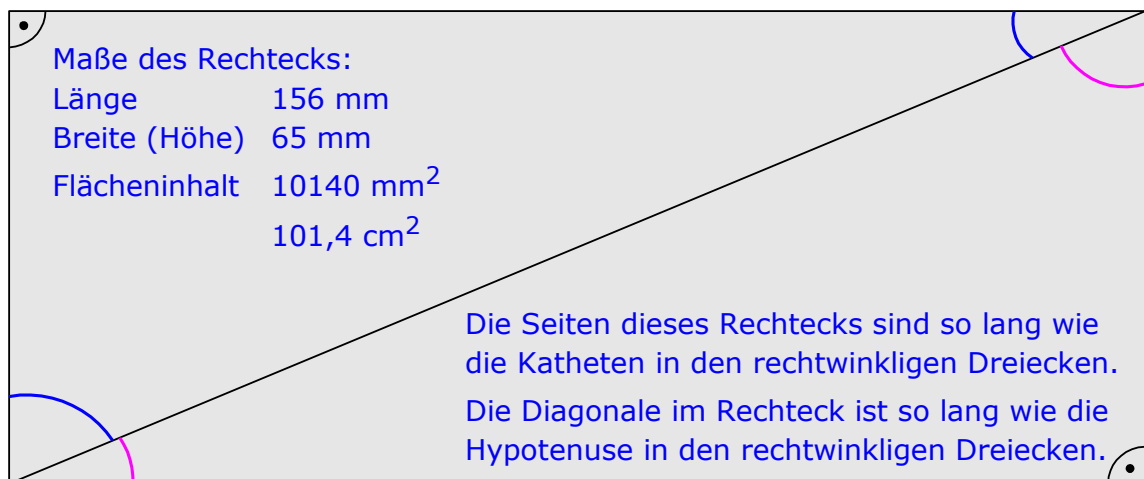 Maße des Rechtecks:
Länge 156 mm
Breite (Höhe) 65 mm
Flächeninhalt 10140 mm²
101,4 cm²
Die Seiten dieses Rechtecks sind so lang wie
die Katheten in den rechtwinkligen Dreiecken.
Die Diagonale im Rechteck ist so lang wie die
Hypotenuse in den rechtwinkligen Dreiecken.